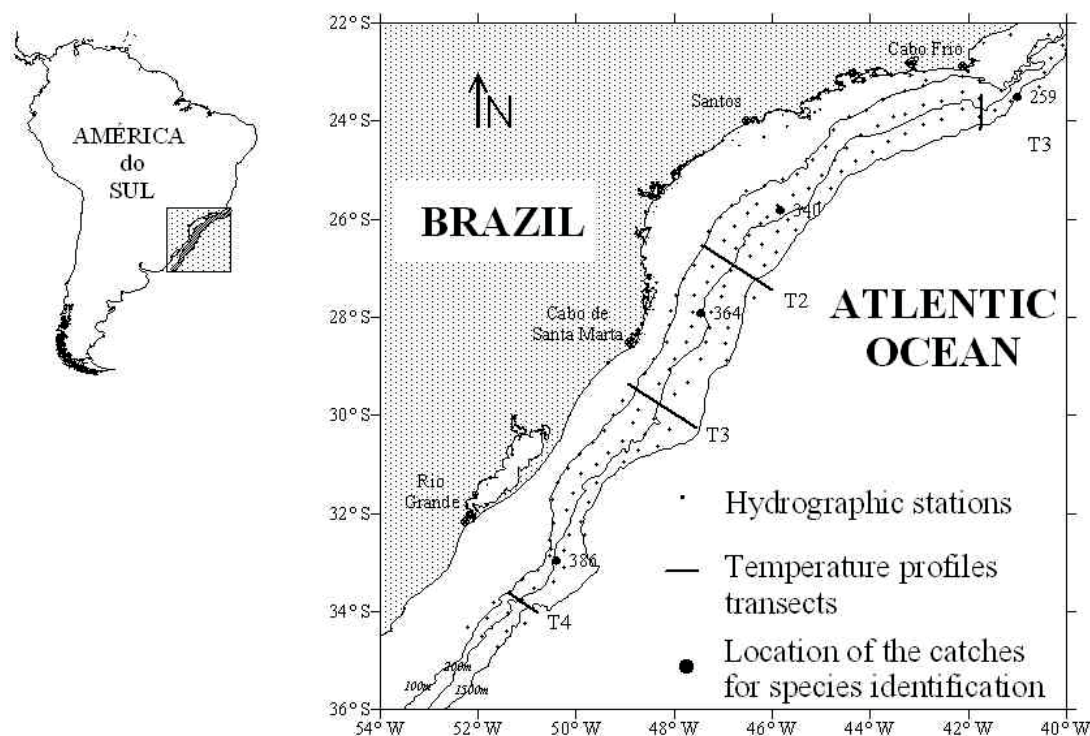 AMÉRICA
do
SUL
22°S
24°S
26°S
28°S
30°S
32°S
34°S
36°S
54°W
52°W
50°W
48°W
46°W
44°W
42°W
40°W
N
BRAZIL
Cabo Frio
Santos
Cabo de
Santa Marta
Rio
Grande
259
T3
340
T2
364
T3
386
T4
ATLENTIC
OCEAN
100m
200m
1500m
Hydrographic stations
Temperature profiles
transects
Location of the catches
for species identification